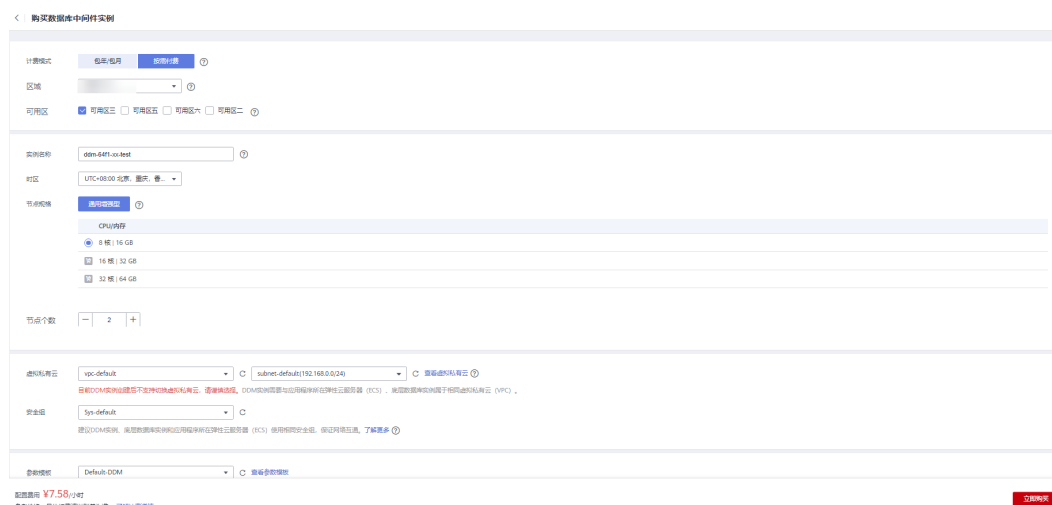 购买数据库中间件实例
计费模式 包年/包月 按需付费
区域
可用区 可用区三 可用区五 可用区六 可用区二
实例名称 ddm-64f1-xx-test
时区 UTC+08:00 北京、重庆、香...
节点规格 通用增强型
CPU/内存
8 核 | 16 GB
16 核 | 32 GB
32 核 | 64 GB
节点个数 2
虚拟私有云 vpc-default subnet-default(192.168.0.0/24) 查看虚拟私有云
目前DDM实例创建后不支持切换虚拟私有云，请谨慎选择。DDM实例需要与应用程序所在弹性云服务器（ECS）、底层数据库实例属于相同虚拟私有云（VPC）。
安全组 Sys-default
建议DDM实例、底层数据库实例和应用程序所在弹性云服务器（ECS）使用相同安全组，保证网络互通。了解更多
参数模板 Default-DDM 查看参数模板
配置费用 ¥7.58/小时
立即购买